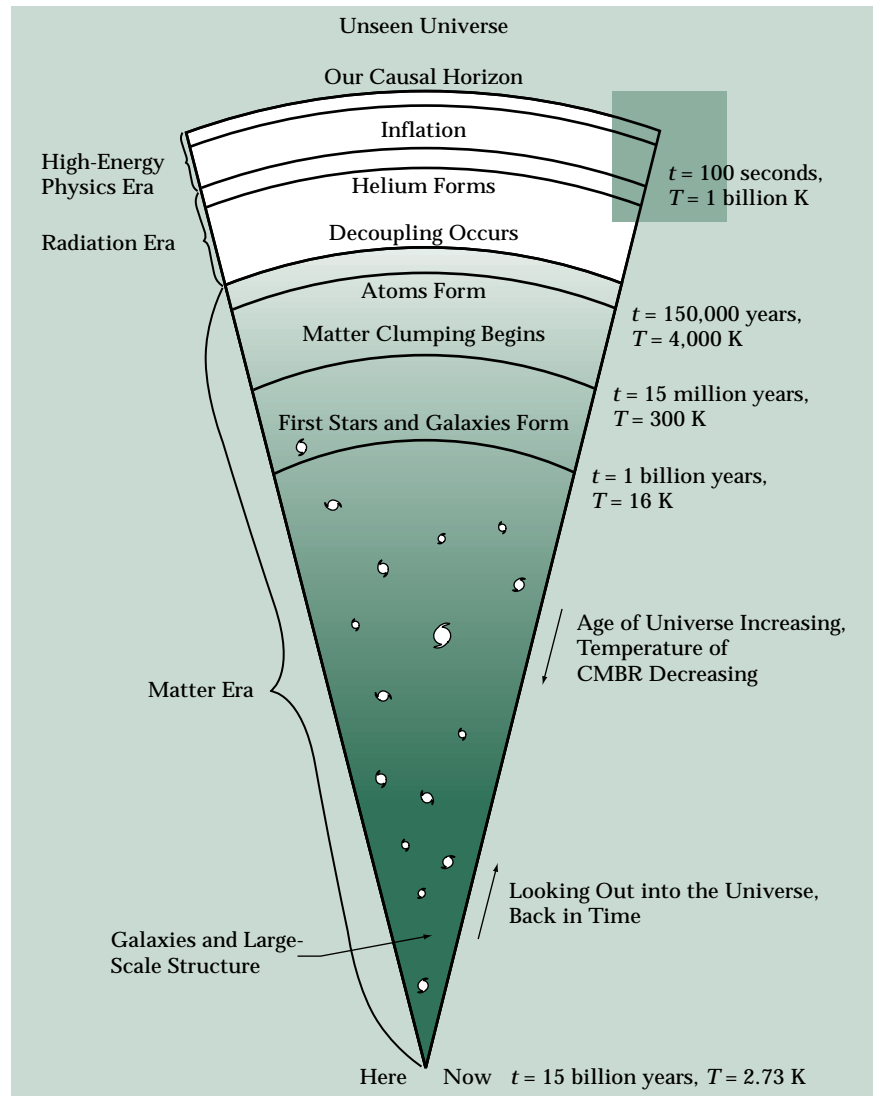 Unseen Universe
Our Causal Horizon
Inflation
High-Energy
Physics Era
t = 100 seconds,
T = 1 billion K
Helium Forms
Radiation Era
Decoupling Occurs
Atoms Form
t = 150,000 years,
T = 4,000 K
Matter Clumping Begins
t = 15 million years,
T = 300 K
First Stars and Galaxies Form
t = 1 billion years,
T = 16 K
Age of Universe Increasing,
Temperature of
CMBR Decreasing
Matter Era
Looking Out into the Universe,
Back in Time
Galaxies and Large-
Scale Structure
Here Now t = 15 billion years, T = 2.73 K